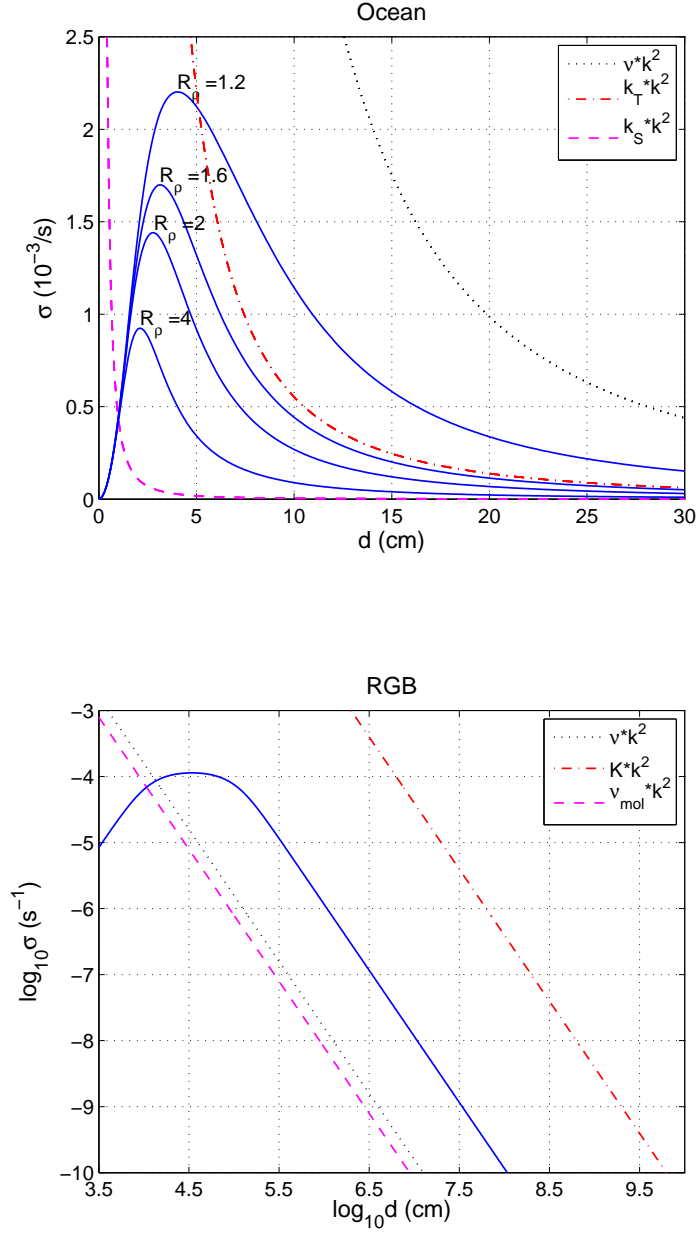 Ocean
2.5
2
1.5
1
0.5
0
σ (10⁻³/s)
R_ρ =1.2
R_ρ =1.6
R_ρ =2
R_ρ =4
ν*k²
k_T*k²
k_S*k²
0 5 10 15 20 25 30
d (cm)
RGB
−3
−4
−5
−6
−7
−8
−9
−10
log₁₀σ (s⁻¹)
ν*k²
K*k²
ν_mol*k²
3.5 4.5 5.5 6.5 7.5 8.5 9.5
log₁₀d (cm)